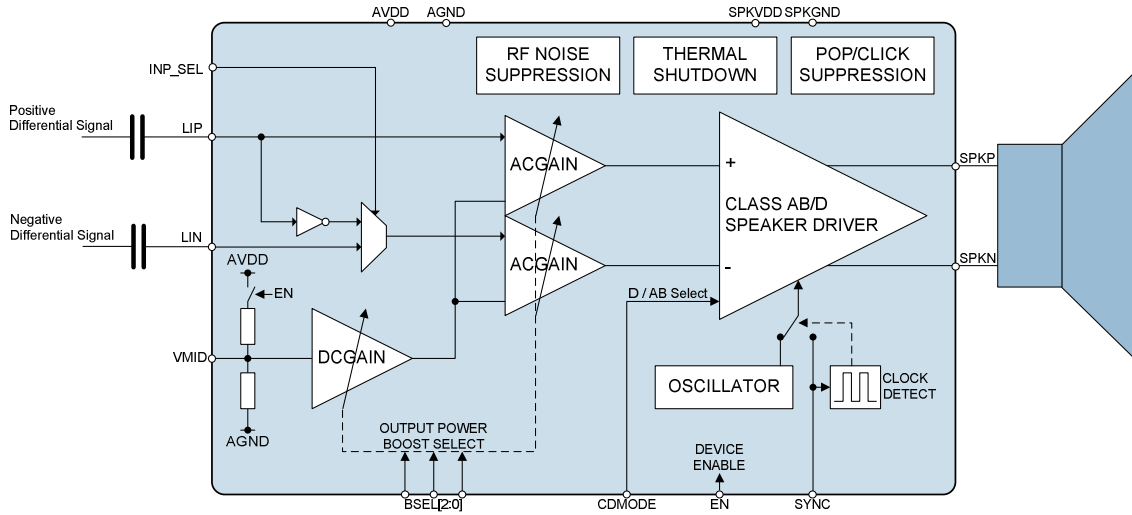 AVDD
AGND
SPKVDD
SPKGND
INP_SEL
RF NOISE
SUPPRESSION
THERMAL
SHUTDOWN
POP/CLICK
SUPPRESSION
Positive
Differential Signal
LIP
ACGAIN
+
SPKP
CLASS AB/D
SPEAKER DRIVER
Negative
Differential Signal
LIN
ACGAIN
-
SPKN
AVDD
EN
D / AB Select
VMID
DCGAIN
OSCILLATOR
CLOCK
DETECT
AGND
OUTPUT POWER
BOOST SELECT
DEVICE
ENABLE
BSEL[2:0]
CDMODE
EN
SYNC